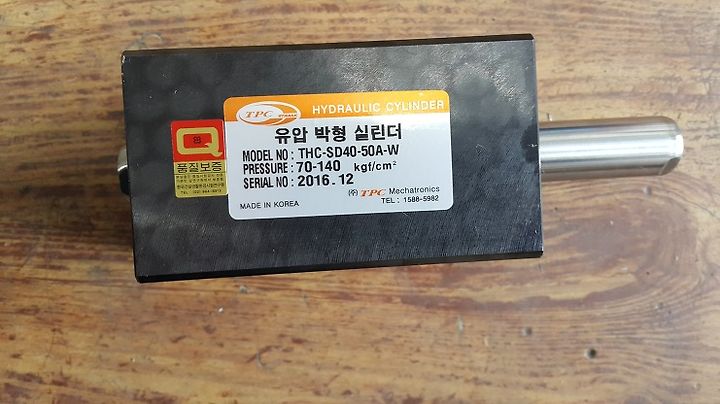 TPC
HYDRAULIC CYLINDER
유압 박형 실린더
MODEL NO : THC-SD40-50A-W
PRESSURE : 70-140 kgf/cm²
SERIAL NO : 2016.12
(주) TPC Mechatronics
MADE IN KOREA
TEL : 1588-5982
Q
품질보증